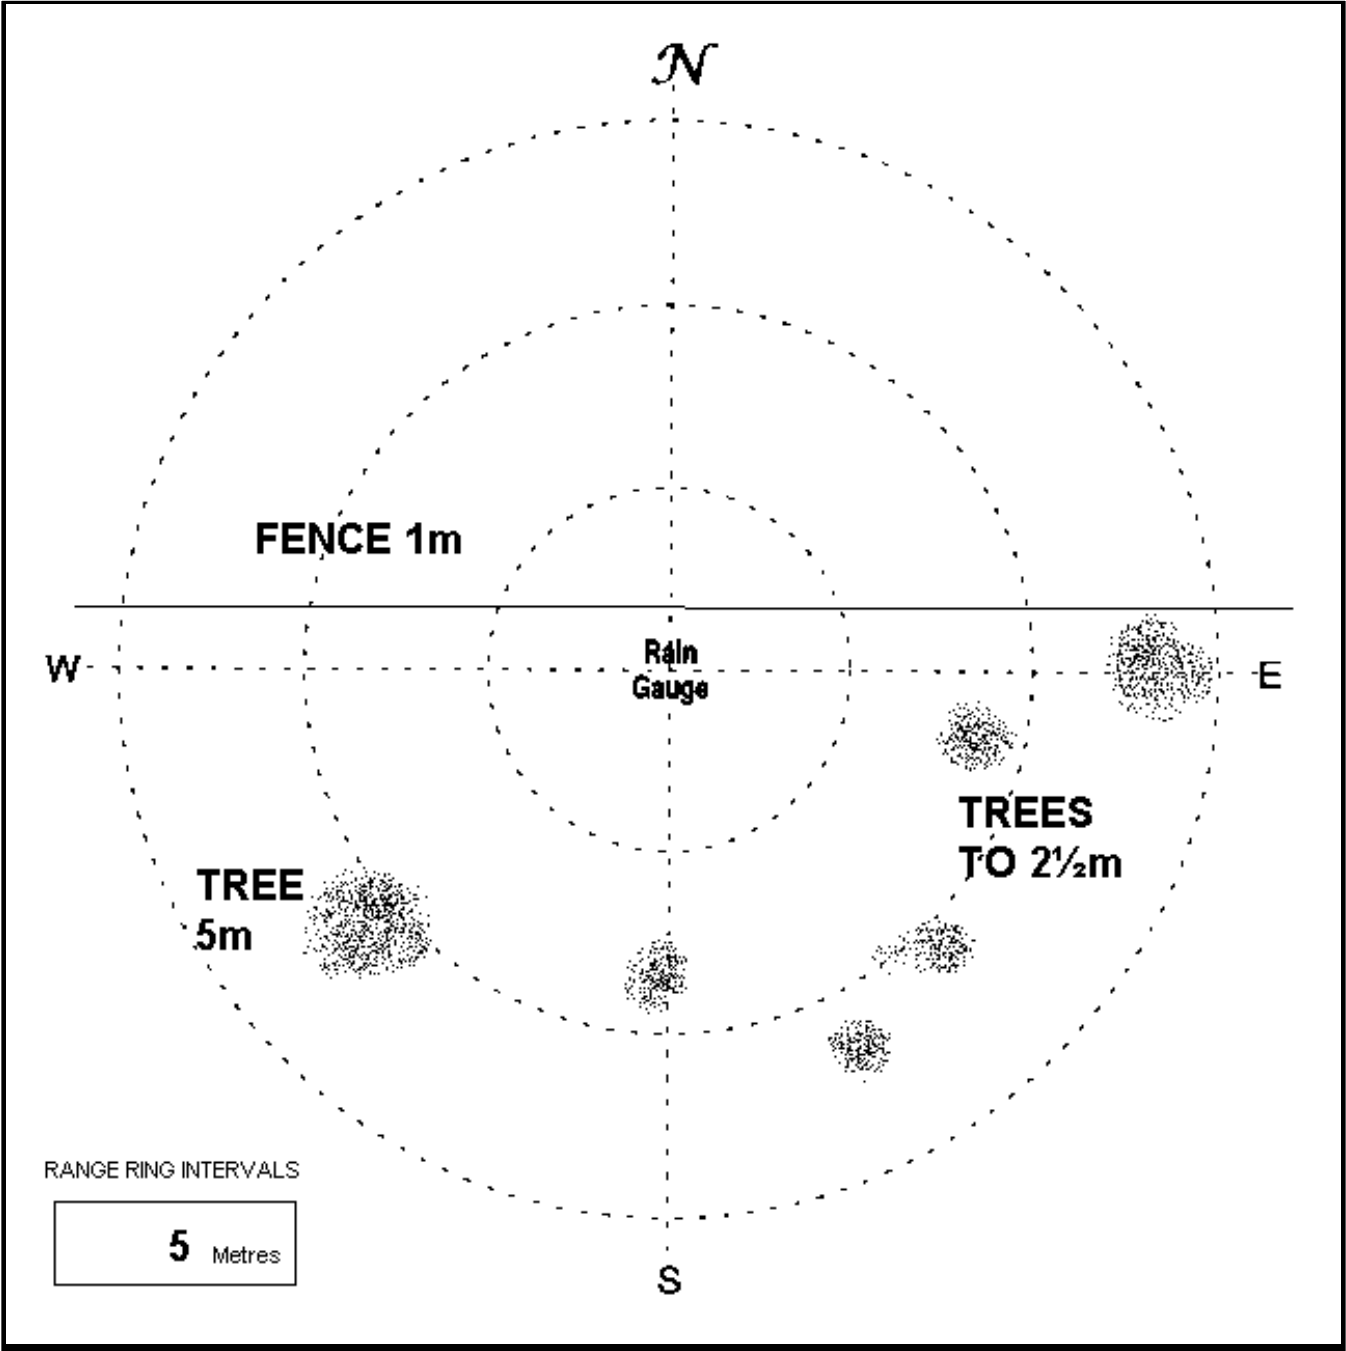 N
FENCE 1m
Rain
Gauge
W
E
TREES
TO 2½m
TREE
5m
RANGE RING INTERVALS
5 Metres
S